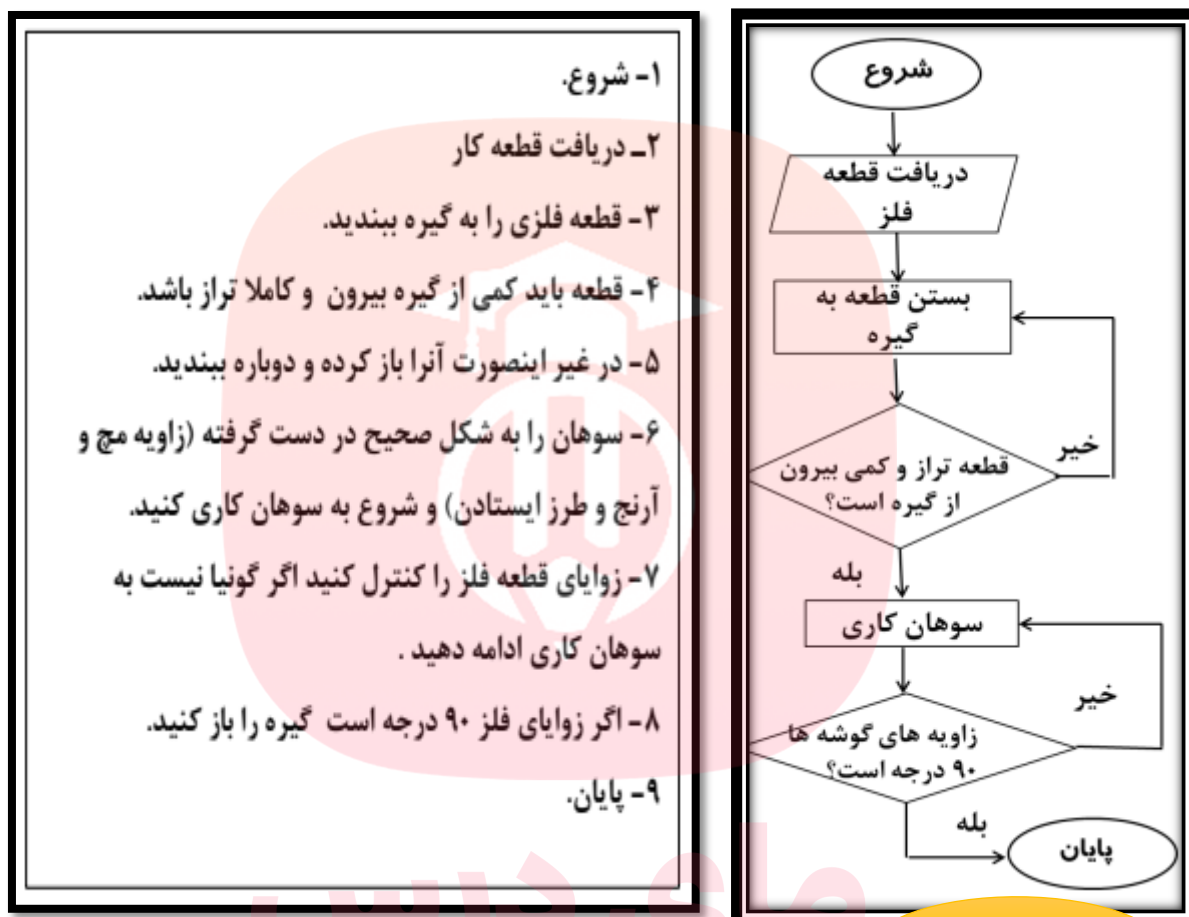 ۱- شروع.
۲ـ دریافت قطعه کار
۳- قطعه فلزی را به گیره ببندید.
۴- قطعه باید کمی از گیره بیرون و کاملا تراز باشد.
۵- در غیر اینصورت آنرا باز کرده و دوباره ببندید.
۶- سوهان را به شکل صحیح در دست گرفته (زاویه مچ و
آرنج و طرز ایستادن) و شروع به سوهان کاری کنید.
۷- زوایای قطعه فلز را کنترل کنید اگر گونیا نیست به
سوهان کاری ادامه دهید .
۸- اگر زوایای فلز ۹۰ درجه است گیره را باز کنید.
۹- پایان.
شروع
دریافت قطعه
فلز
بستن قطعه به
گیره
قطعه تراز و کمی بیرون
از گیره است؟
خیر
بله
سوهان کاری
زاویه های گوشه ها
۹۰ درجه است؟
خیر
بله
پایان
مای درس